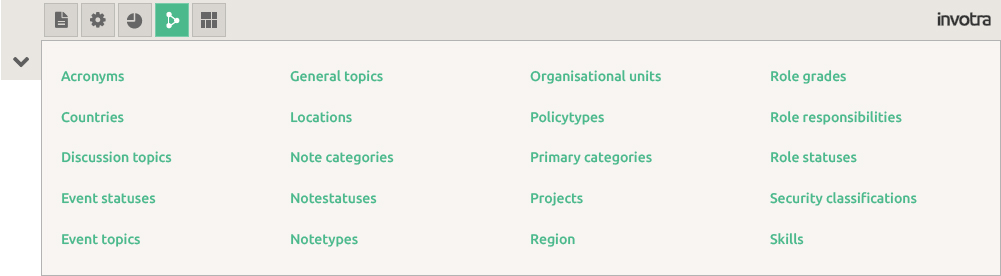 invotra
Acronyms
General topics
Organisational units
Role grades
Countries
Locations
Policytypes
Role responsibilities
Discussion topics
Note categories
Primary categories
Role statuses
Event statuses
Notestatuses
Projects
Security classifications
Event topics
Notetypes
Region
Skills